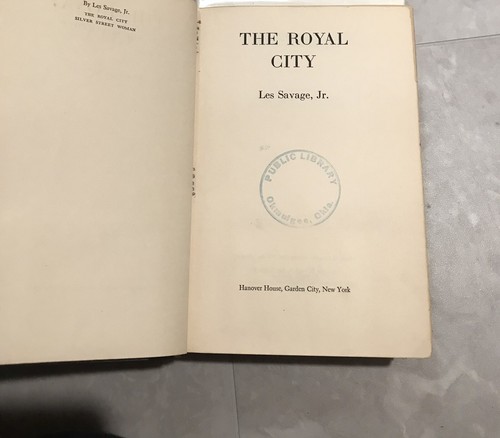 By Les Savage, Jr.
THE ROYAL CITY
SILVER STREET WOMAN
THE ROYAL
CITY
Les Savage, Jr.
PUBLIC LIBRARY
Okmulgee, Okla.
Hanover House, Garden City, New York